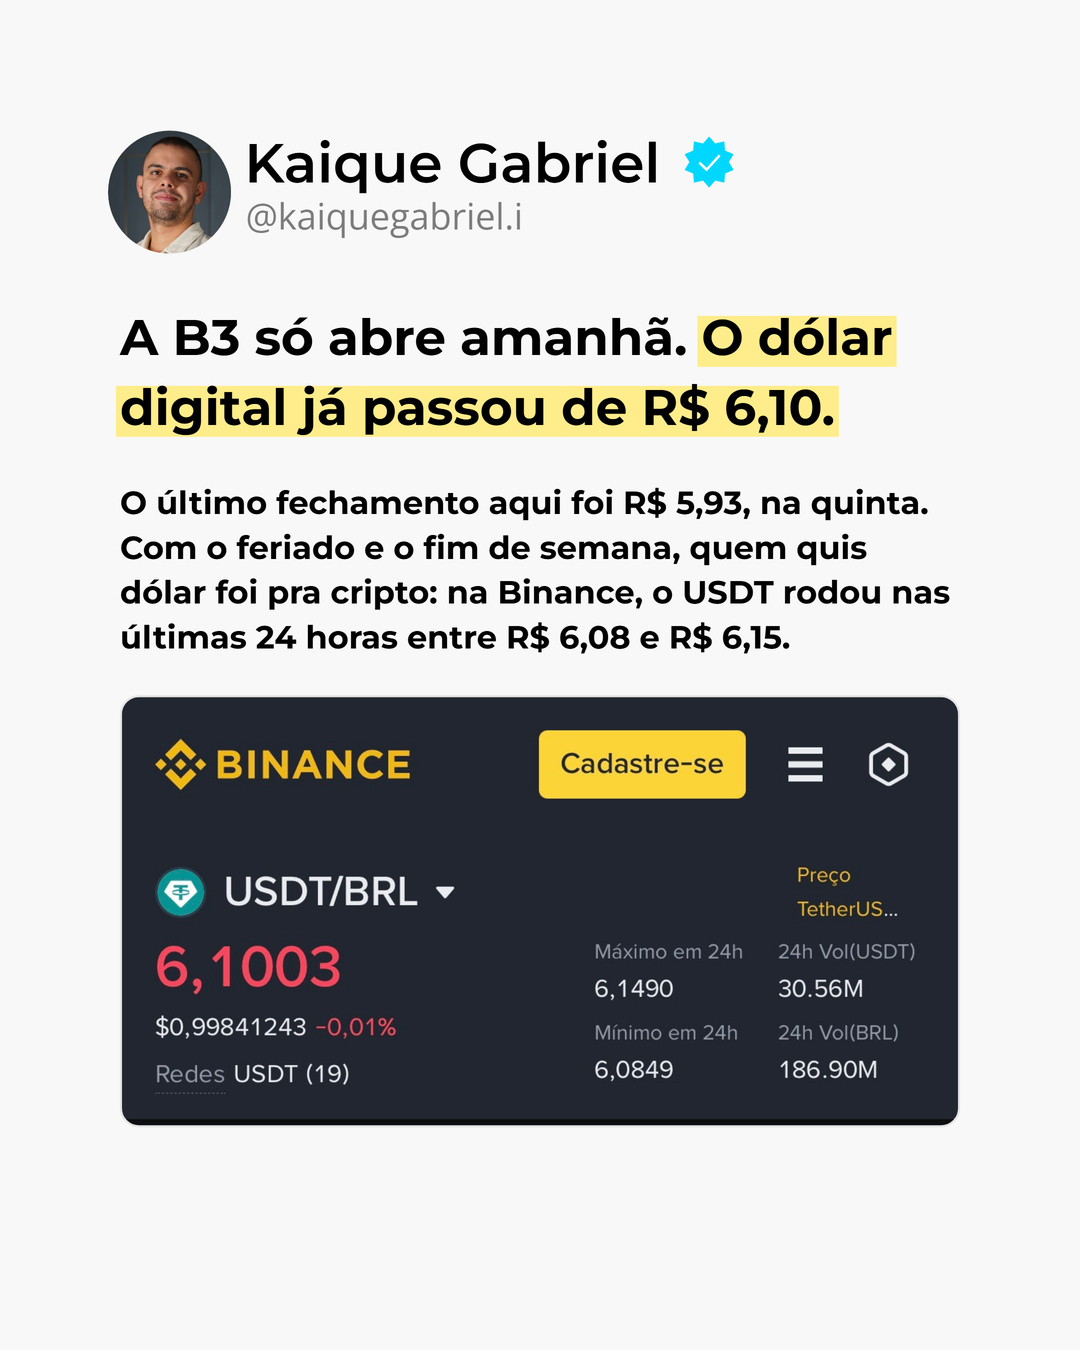 Kaique Gabriel
@kaiquegabriel.i
A B3 só abre amanhã. O dólar
digital já passou de R$ 6,10.
O último fechamento aqui foi R$ 5,93, na quinta.
Com o feriado e o fim de semana, quem quis
dólar foi pra cripto: na Binance, o USDT rodou nas
últimas 24 horas entre R$ 6,08 e R$ 6,15.
BINANCE
Cadastre-se
USDT/BRL
6,1003
$0,99841243 -0,01%
Redes USDT (19)
Preço
TetherUS...
Máximo em 24h
6,1490
24h Vol(USDT)
30.56M
Mínimo em 24h
6,0849
24h Vol(BRL)
186.90M